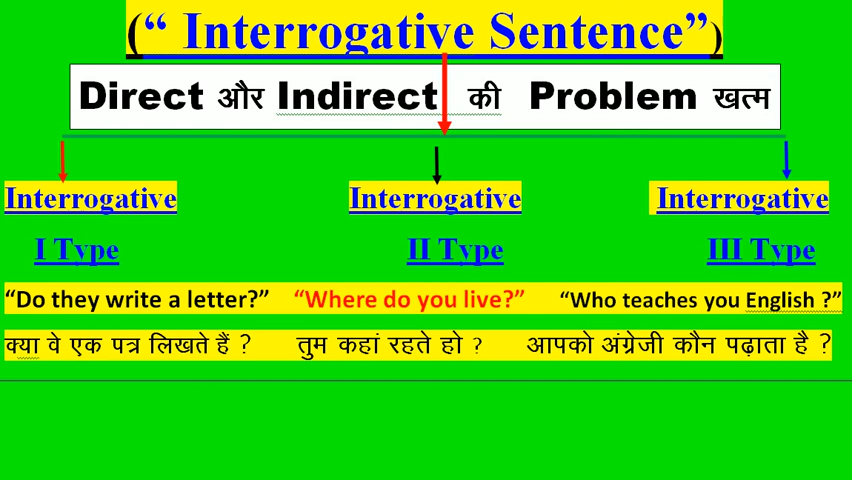 (“ Interrogative Sentence”)
Direct और Indirect की Problem खत्म
Interrogative Interrogative Interrogative
I Type II Type III Type
“Do they write a letter?” “Where do you live?” “Who teaches you English ?”
क्या वे एक पत्र लिखते हैं ? तुम कहां रहते हो ? आपको अंग्रेजी कौन पढ़ाता है ?